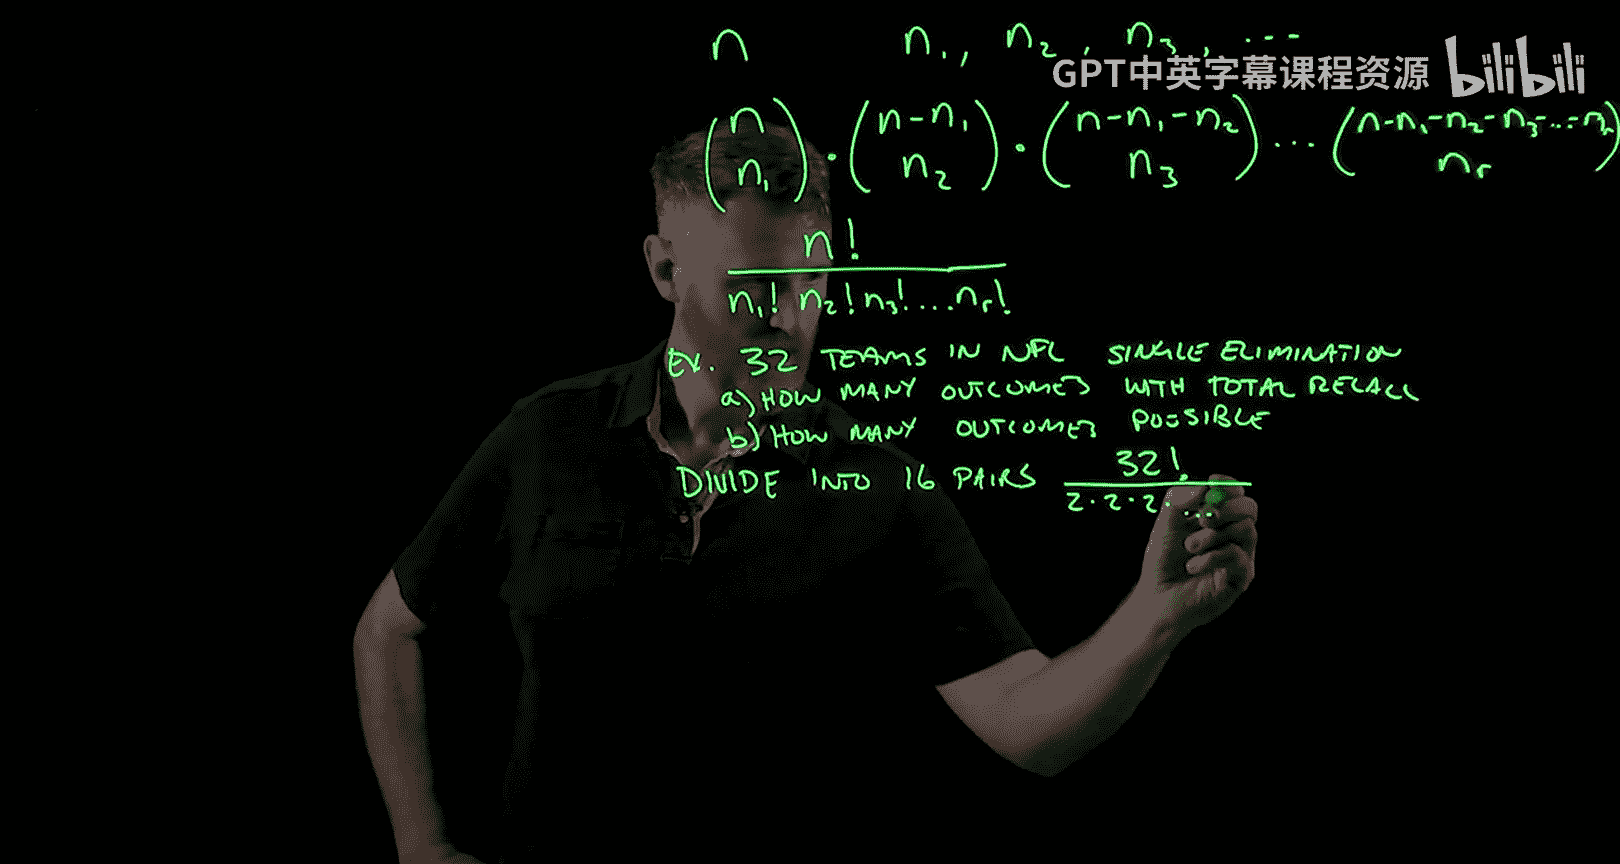 n n₁, n₂, n₃, ...
GPT中英字幕课程资源 bilibili
(n n₁) · (n-n₁ n₂) · (n-n₁-n₂ n₃) ... (n-n₁-n₂-n₃-...-nᵣ nᵣ)
n!
n₁! n₂! n₃! ... nᵣ!
EX. 32 TEAMS IN NFL SINGLE ELIMINATION
a) HOW MANY OUTCOMES WITH TOTAL RECALL
b) HOW MANY OUTCOMES POSSIBLE
DIVIDE INTO 16 PAIRS 32!
2·2·2· ...